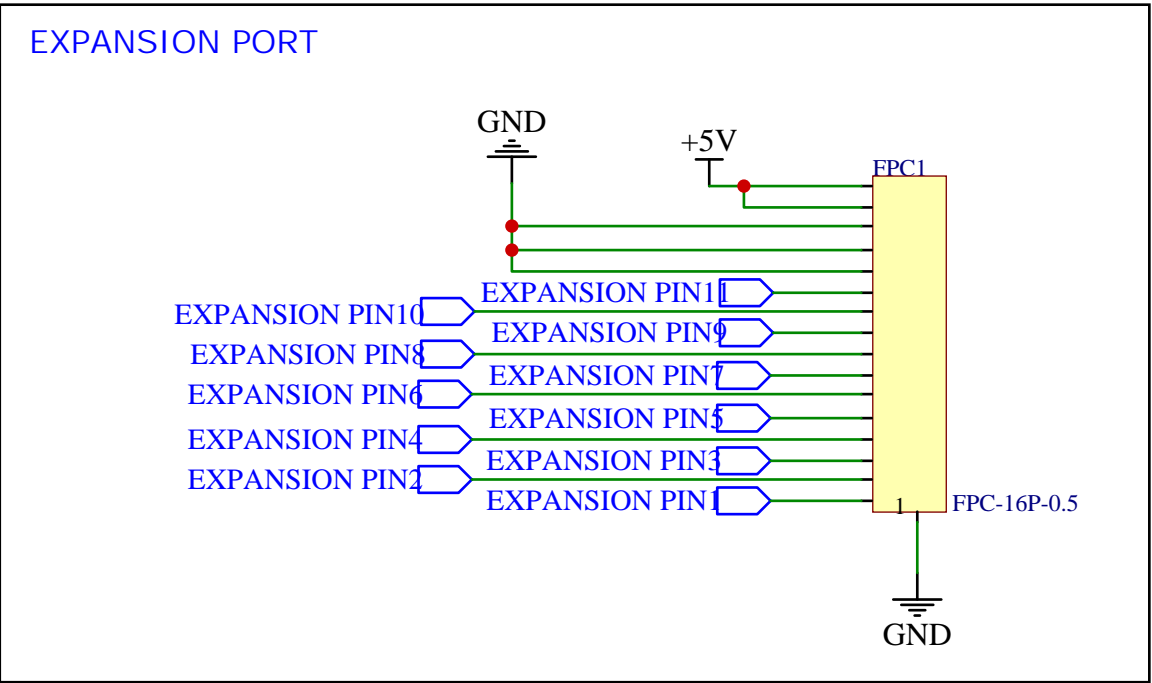 EXPANSION PORT
GND
+5V
FPC1
EXPANSION PIN11
EXPANSION PIN10
EXPANSION PIN9
EXPANSION PIN8
EXPANSION PIN7
EXPANSION PIN6
EXPANSION PIN5
EXPANSION PIN4
EXPANSION PIN3
EXPANSION PIN2
EXPANSION PIN1
1
FPC-16P-0.5
GND